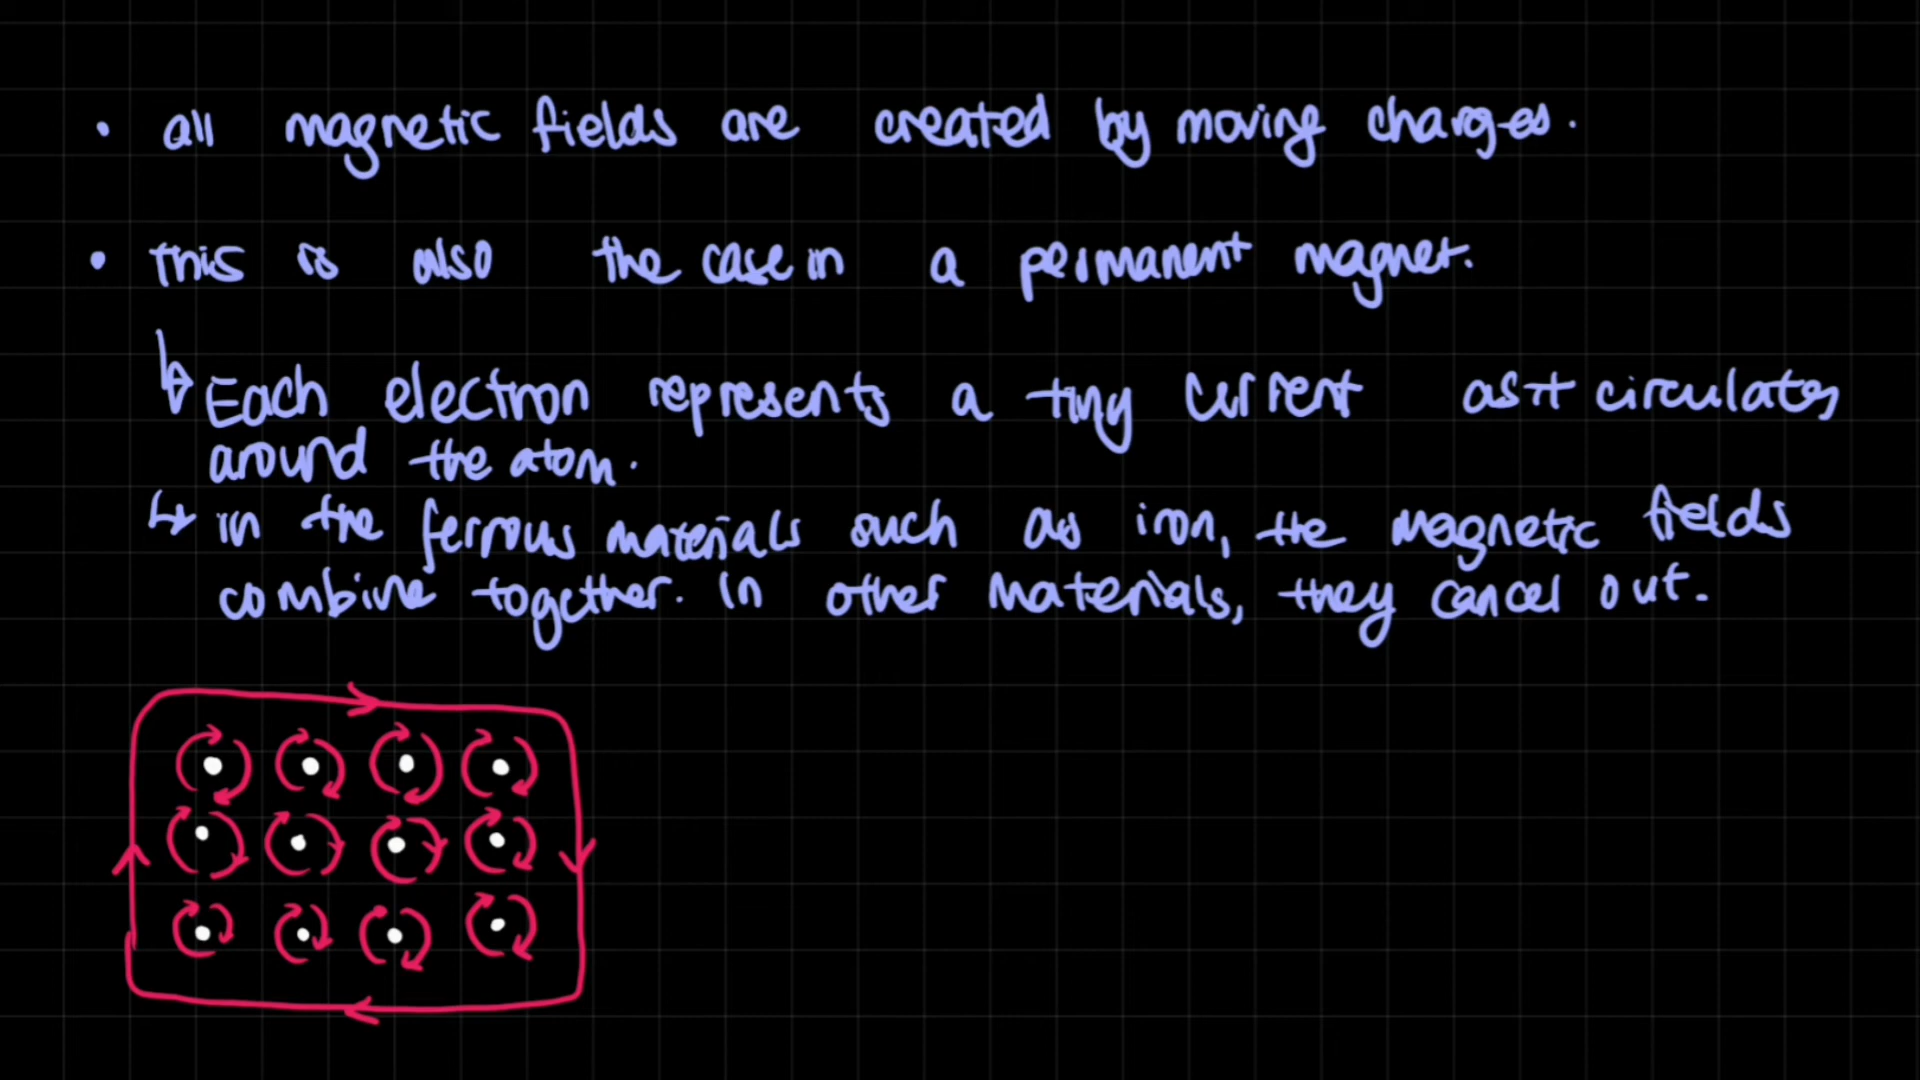 • all magnetic fields are created by moving charges.
• this is also the case in a permanent magnet.
↳ Each electron represents a tiny current as it circulates
around the atom.
↳ in the ferrous materials such as iron, the magnetic fields
combine together. In other materials, they cancel out.